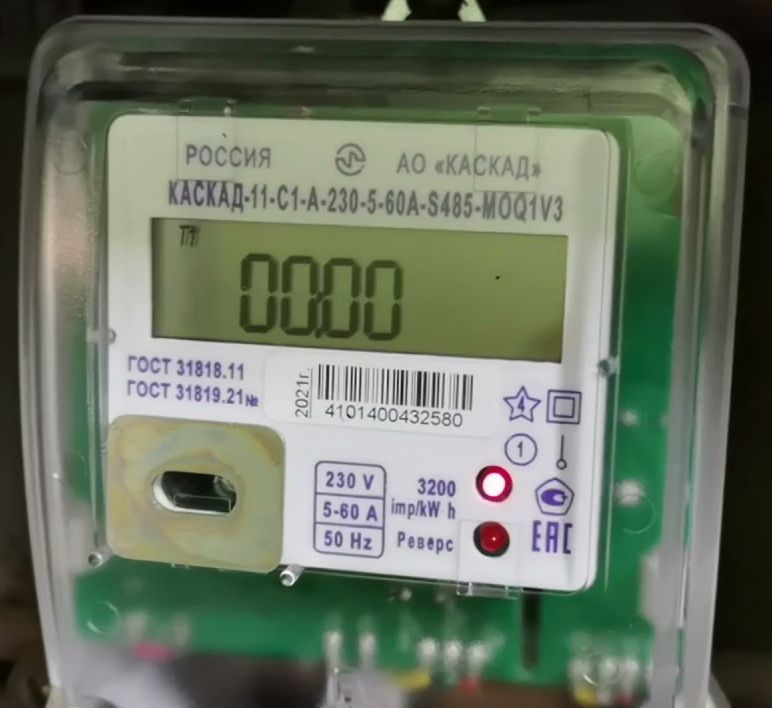 РОССИЯ АО «КАСКАД»
КАСКАД-11-С1-А-230-5-60А-S485-MOQ1V3
00.00
ГОСТ 31818.11
ГОСТ 31819.21 №
2021г.
4101400432580
4
1
230 V
5-60 A
50 Hz
3200
imp/kW·h
Реверс
ЕАС